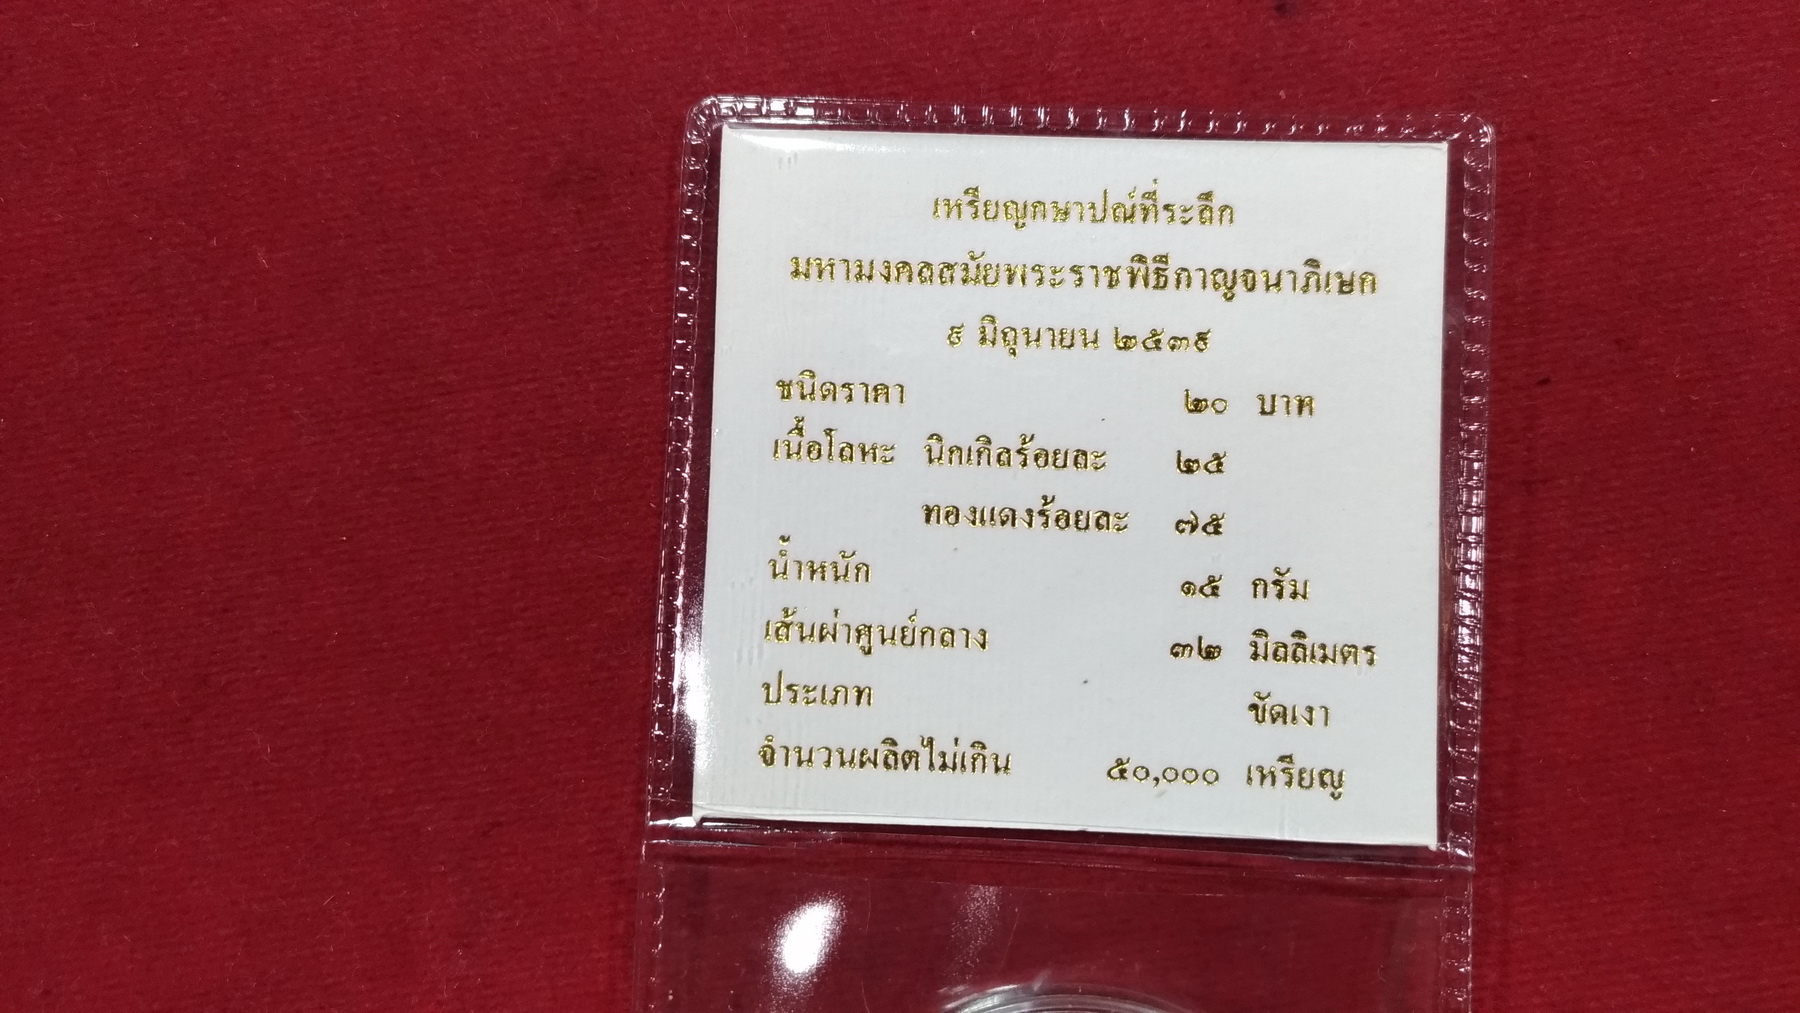 เหรียญกษาปณ์ที่ระลึก
มหามงคลสมัยพระราชพิธีกาญจนาภิเษก
๙ มิถุนายน ๒๕๓๙
ชนิดราคา ๒๐ บาท
เนื้อโลหะ นิกเกิลร้อยละ ๒๕
ทองแดงร้อยละ ๗๕
น้ำหนัก ๑๕ กรัม
เส้นผ่าศูนย์กลาง ๓๒ มิลลิเมตร
ประเภท ขัดเงา
จำนวนผลิตไม่เกิน ๕๐,๐๐๐ เหรียญ